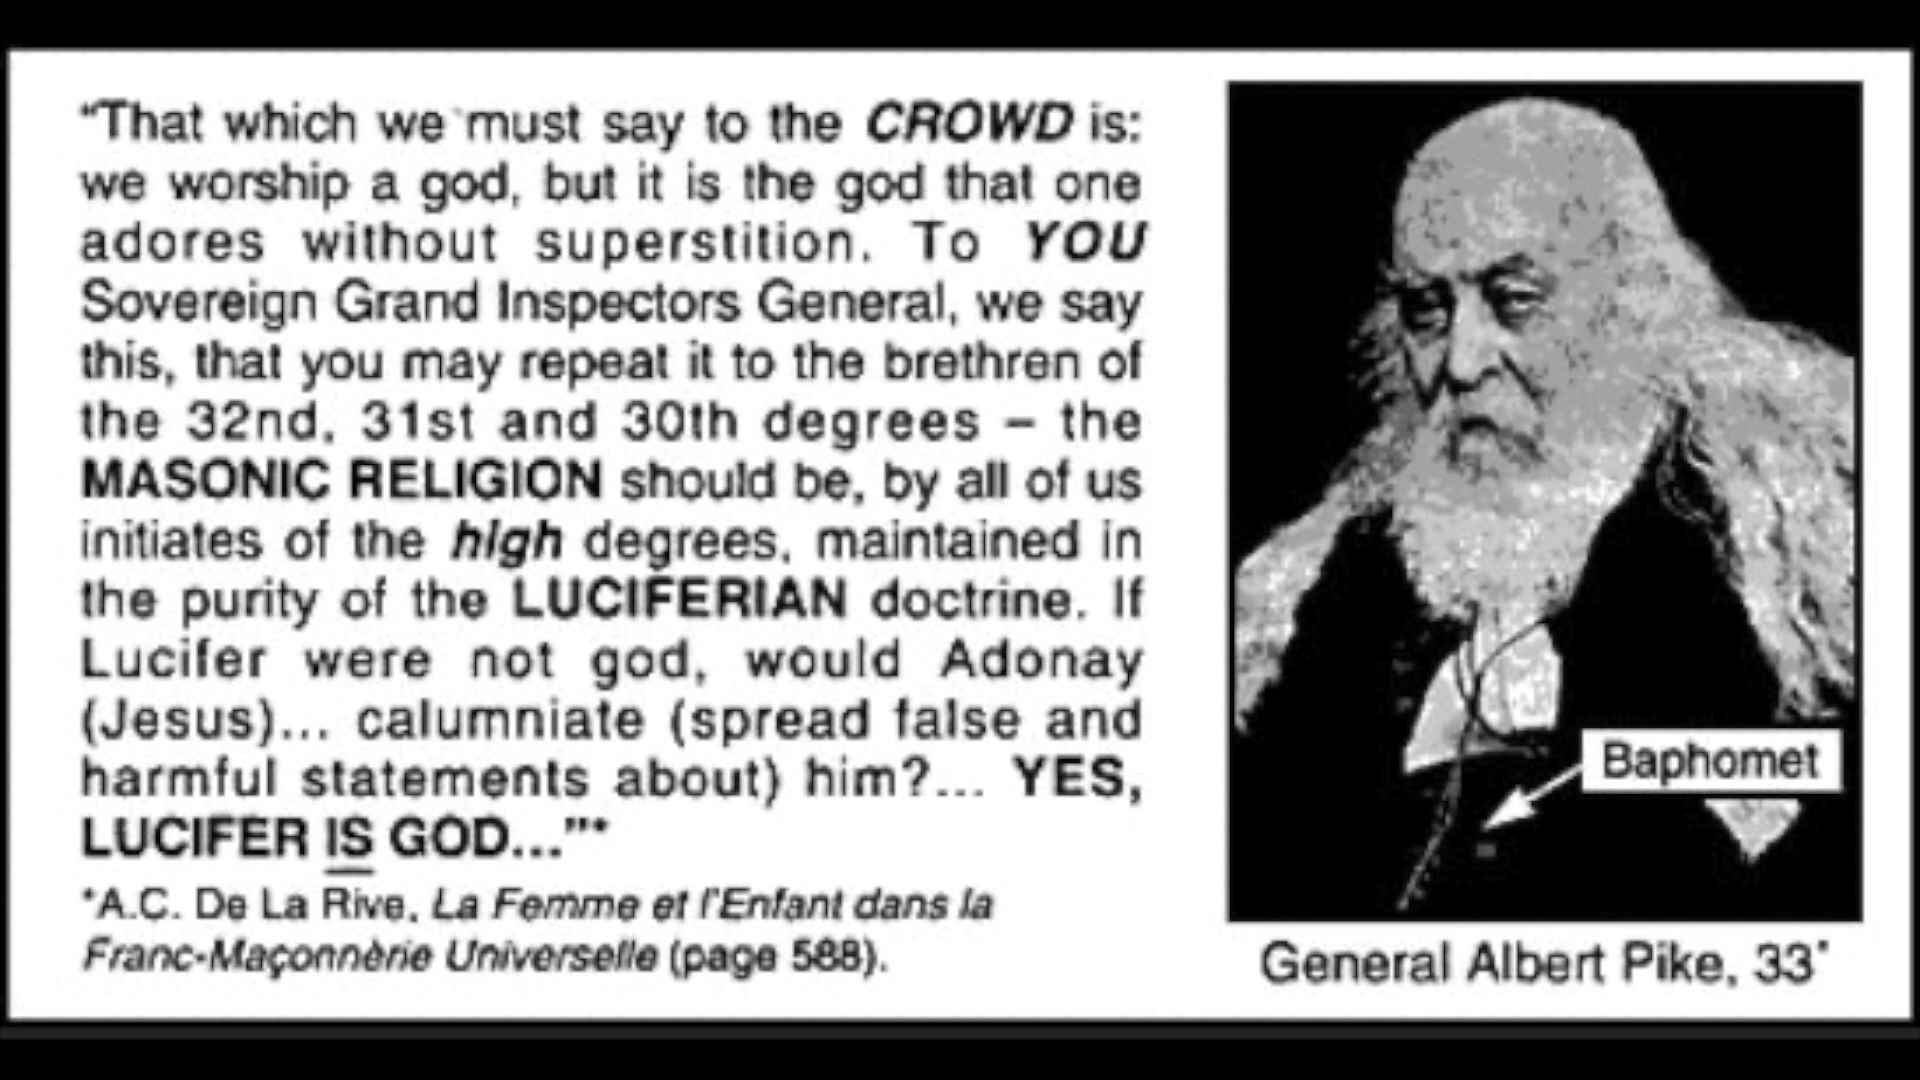 “That which we must say to the CROWD is:
we worship a god, but it is the god that one
adores without superstition. To YOU
Sovereign Grand Inspectors General, we say
this, that you may repeat it to the brethren of
the 32nd, 31st and 30th degrees – the
MASONIC RELIGION should be, by all of us
initiates of the high degrees, maintained in
the purity of the LUCIFERIAN doctrine. If
Lucifer were not god, would Adonay
(Jesus)... calumniate (spread false and
harmful statements about) him?... YES,
LUCIFER IS GOD...”*
*A.C. De La Rive, La Femme et l'Enfant dans la
Franc-Maçonnèrie Universelle (page 588).
Baphomet
General Albert Pike, 33°